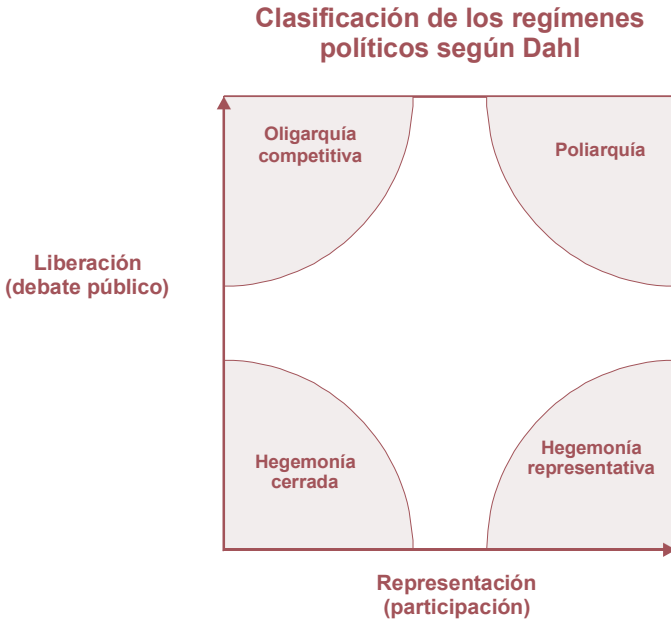 Clasificación de los regímenes
políticos según Dahl
Oligarquía
competitiva
Poliarquía
Liberación
(debate público)
Hegemonía
cerrada
Hegemonía
representativa
Representación
(participación)